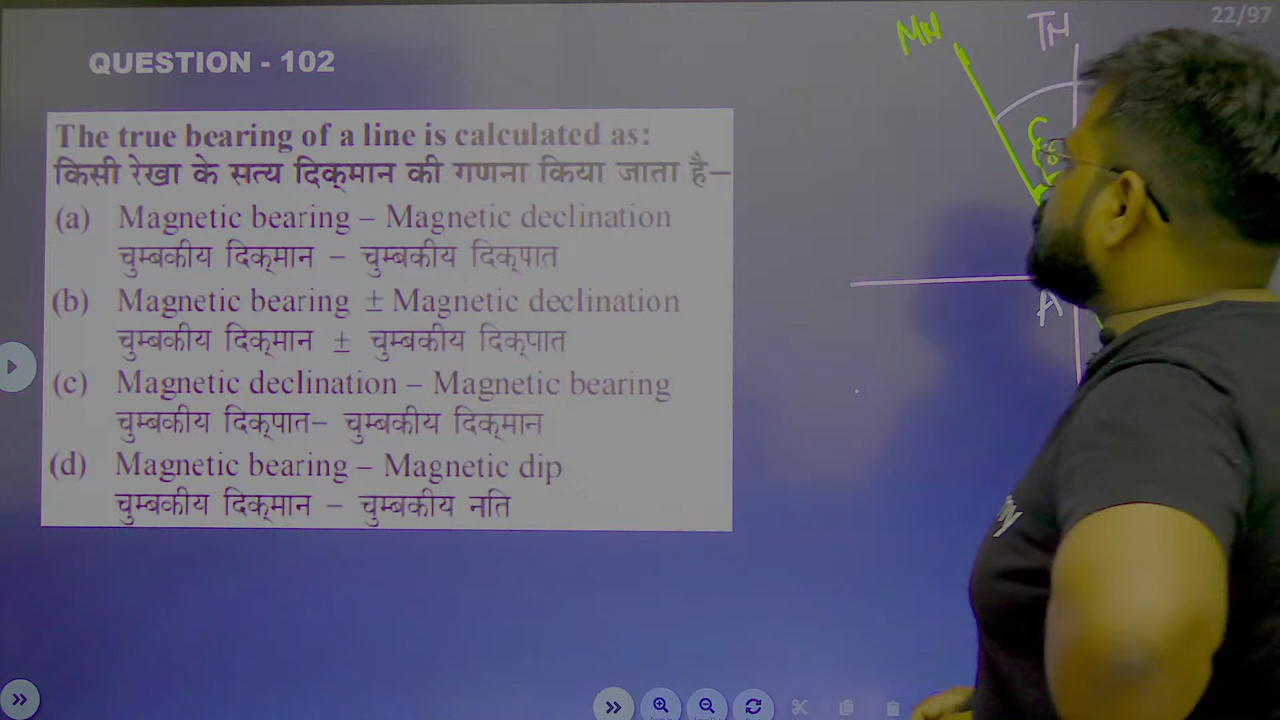 22/97
MN
TN
QUESTION - 102
The true bearing of a line is calculated as:
किसी रेखा के सत्य दिक्‌मान की गणना किया जाता है–
(a) Magnetic bearing – Magnetic declination
चुम्बकीय दिक्‌मान – चुम्बकीय दिक्‌पात
(b) Magnetic bearing ± Magnetic declination
चुम्बकीय दिक्‌मान ± चुम्बकीय दिक्‌पात
(c) Magnetic declination – Magnetic bearing
चुम्बकीय दिक्‌पात– चुम्बकीय दिक्‌मान
(d) Magnetic bearing – Magnetic dip
चुम्बकीय दिक्‌मान – चुम्बकीय नति
A